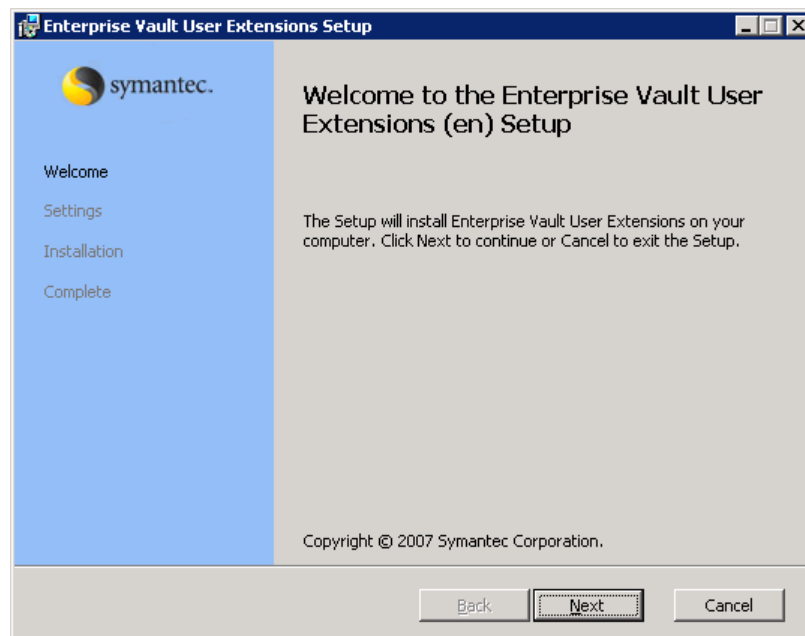 Enterprise Vault User Extensions Setup
symantec.
Welcome
Settings
Installation
Complete
Welcome to the Enterprise Vault User
Extensions (en) Setup
The Setup will install Enterprise Vault User Extensions on your
computer. Click Next to continue or Cancel to exit the Setup.
Copyright © 2007 Symantec Corporation.
Back
Next
Cancel